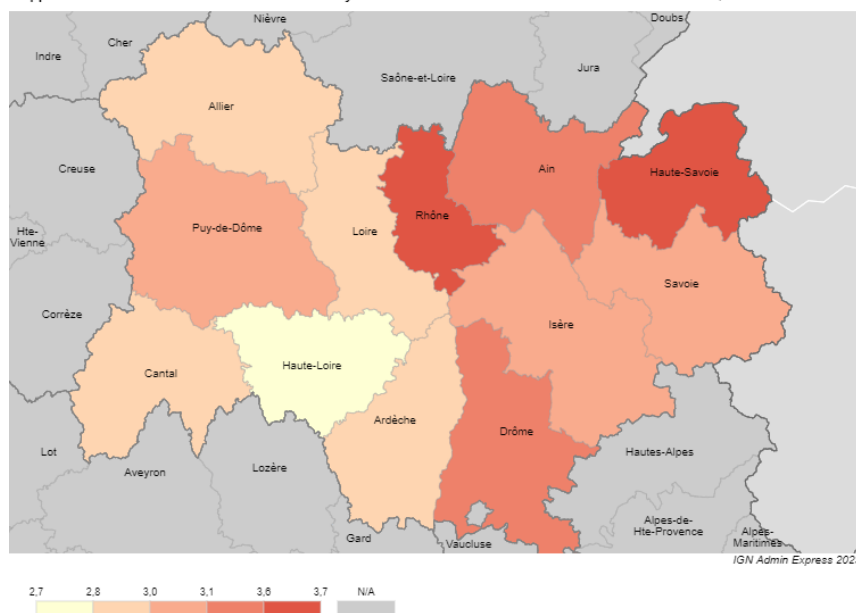 Nièvre
Doubs
Cher
Indre
Jura
Saône-et-Loire
Allier
Creuse
Ain
Haute-Savoie
Rhône
Puy-de-Dôme
Loire
Hte-
Vienne
Savoie
Corrèze
Isère
Haute-Loire
Cantal
Ardèche
Drôme
Lot
Hautes-Alpes
Aveyron
Lozère
Alpes-de-
Hte-Provence
Alpes-
Maritimes
Gard
Vaucluse
IGN Admin Express
2,7 2,8 3,0 3,1 3,6 3,7 N/A